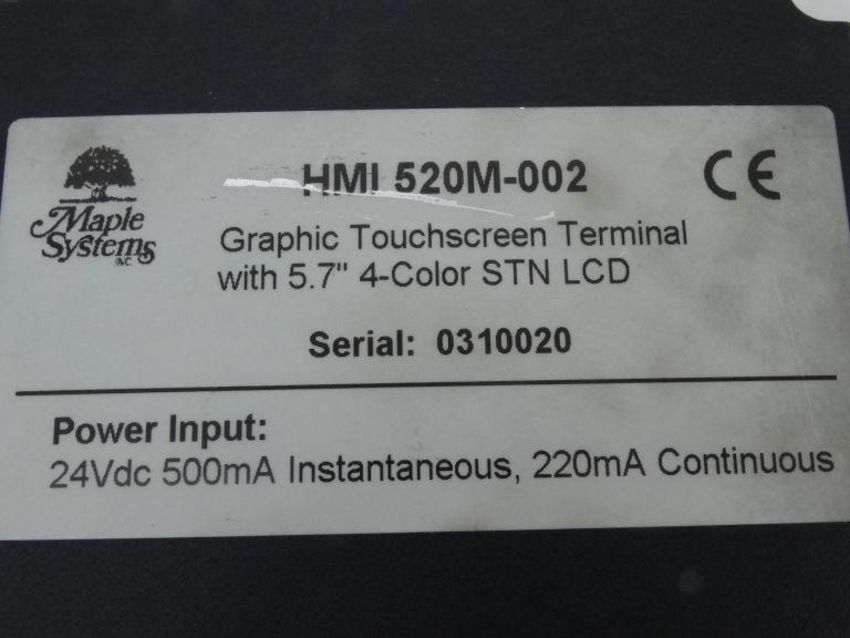 Maple
Systems
INC.
HMI 520M-002
CE
Graphic Touchscreen Terminal
with 5.7" 4-Color STN LCD
Serial: 0310020
Power Input:
24Vdc 500mA Instantaneous, 220mA Continuous